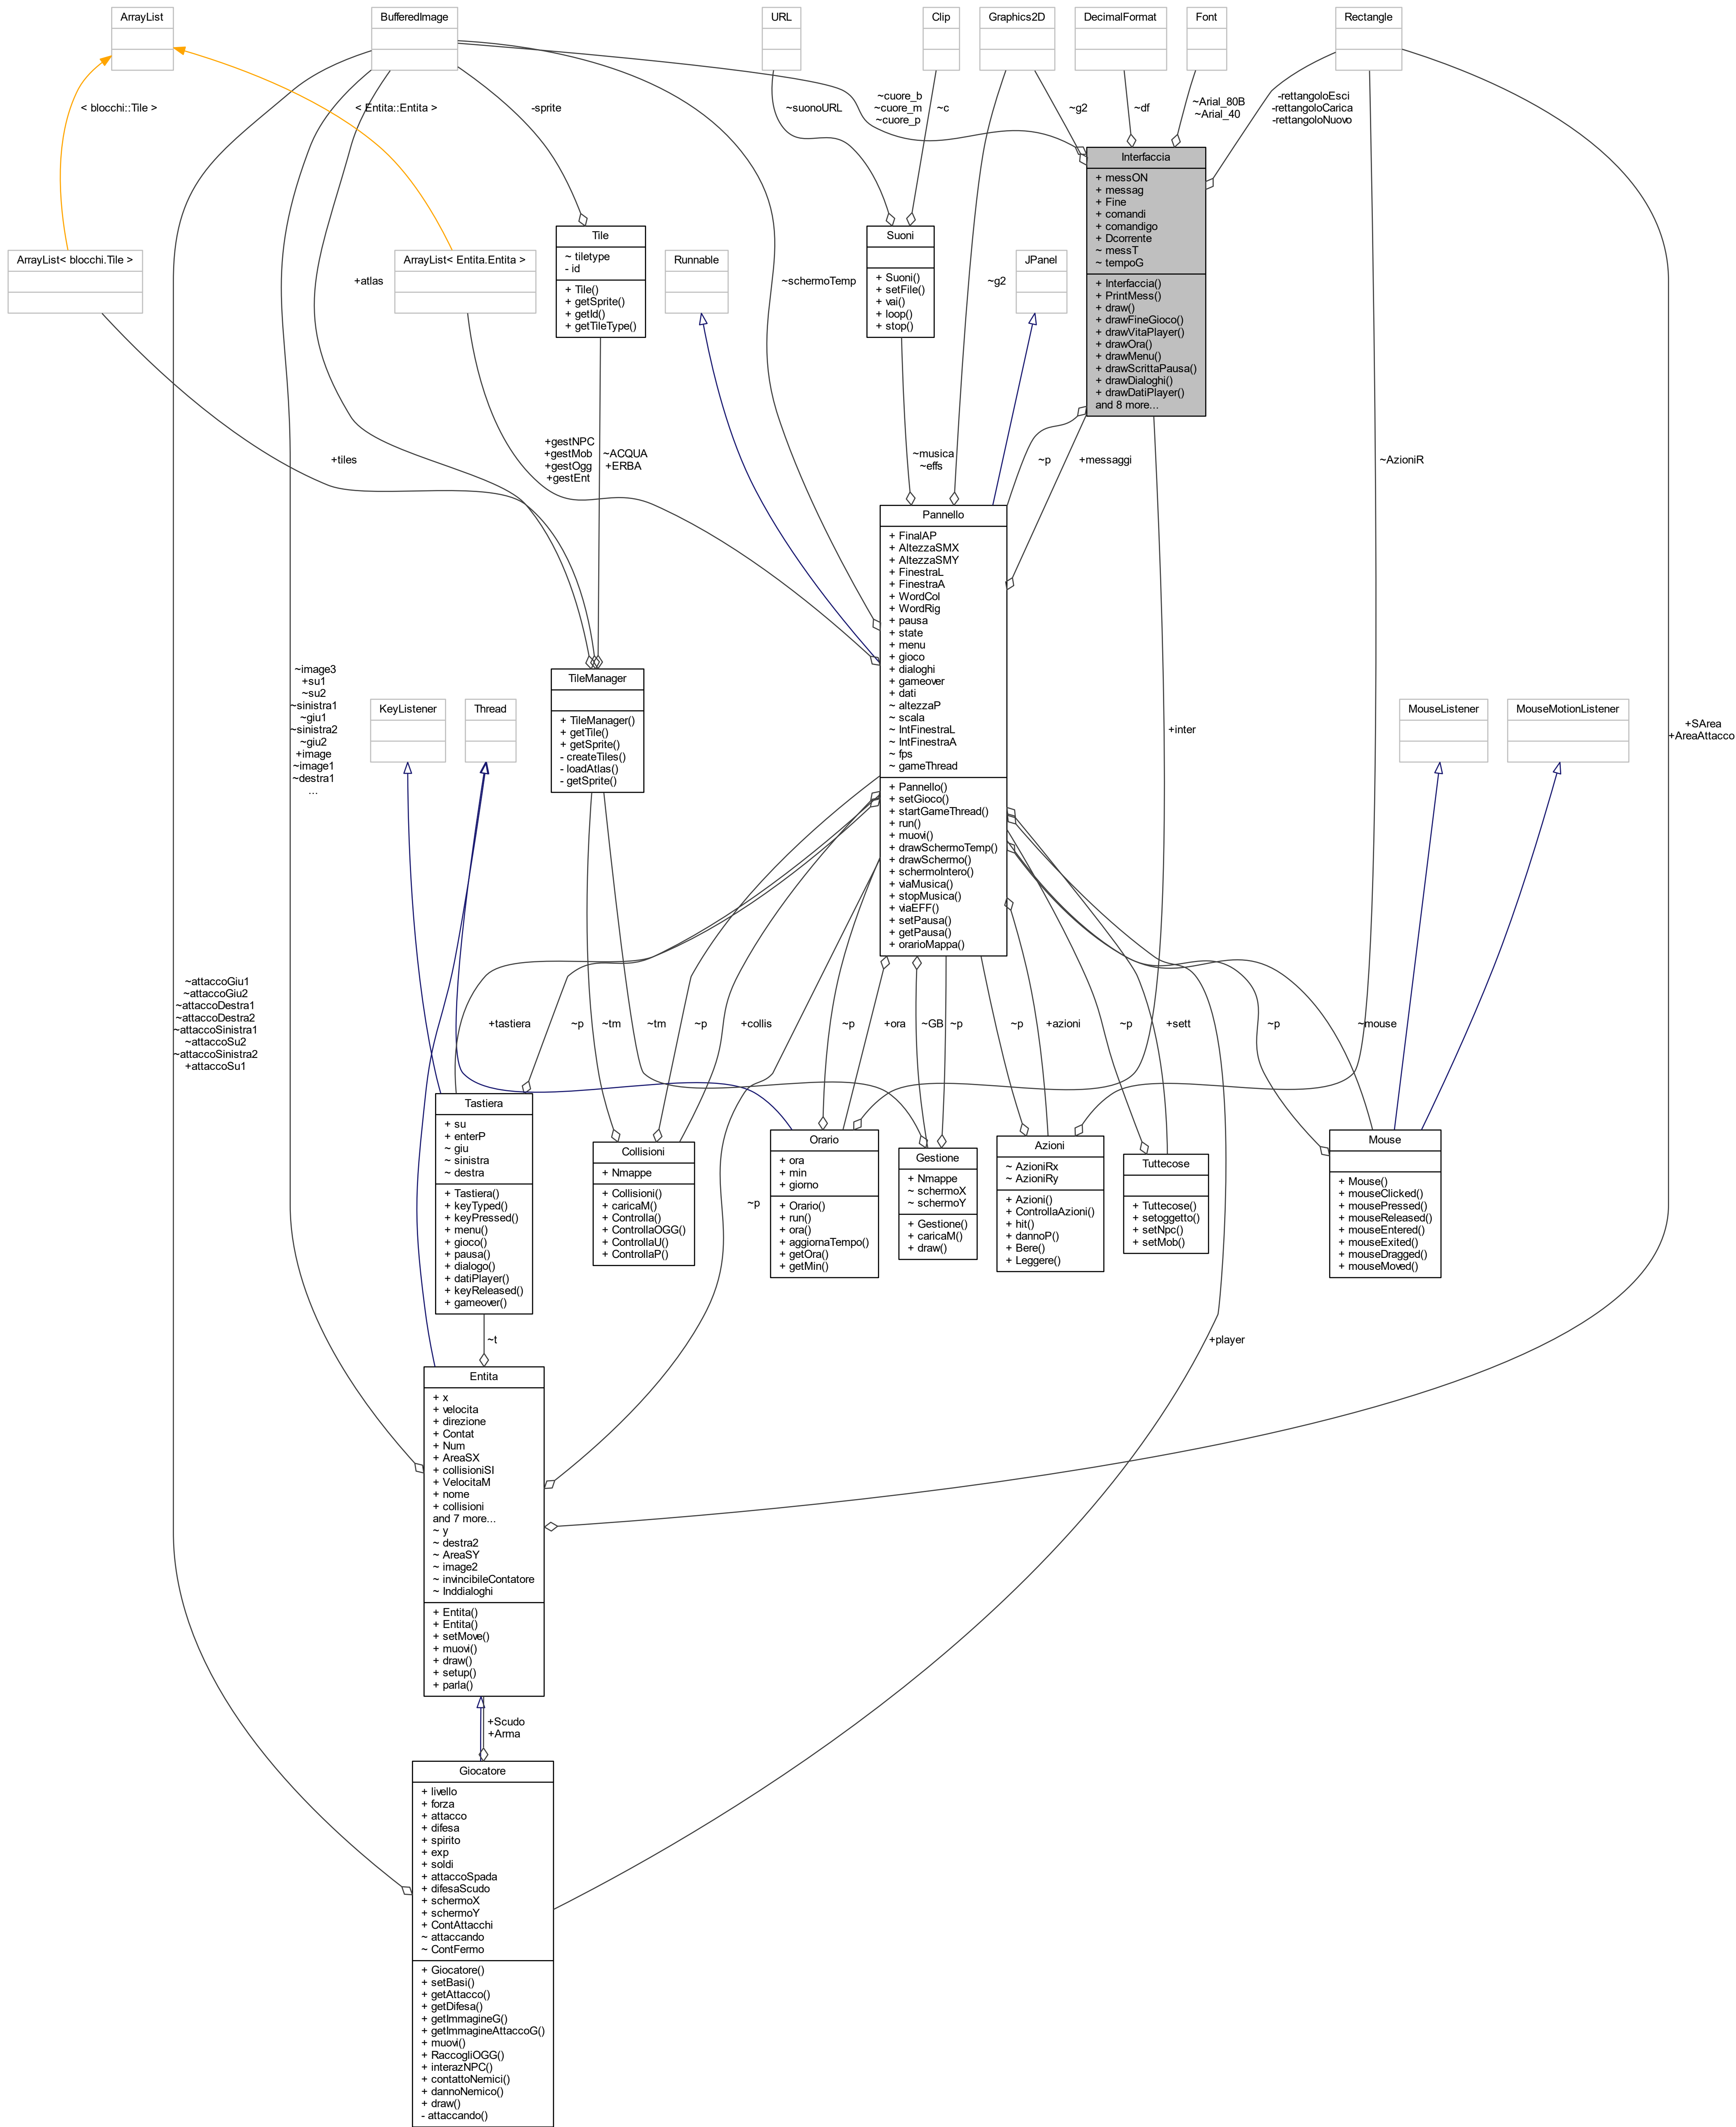 ArrayList
BufferedImage
URL
Clip
Graphics2D
DecimalFormat
Font
Rectangle
< blocchi::Tile >
< Entita::Entita >
-sprite
~suonoURL
~cuore_b
~cuore_m
~cuore_p
~c
~g2
~df
~Arial_80B
~Arial_40
-rettangoloEsci
-rettangoloCarica
-rettangoloNuovo
Interfaccia
+ messON
+ messag
+ Fine
+ comandi
+ comandigo
+ Dcorrente
~ messT
~ tempoG
+ Interfaccia()
+ PrintMess()
+ draw()
+ drawFineGioco()
+ drawVitaPlayer()
+ drawOra()
+ drawMenu()
+ drawScrittaPausa()
+ drawDialoghi()
+ drawDatiPlayer()
and 8 more...
ArrayList< blocchi.Tile >
+atlas
ArrayList< Entita.Entita >
Tile
~ tiletype
- id
+ Tile()
+ getSprite()
+ getId()
+ getTileType()
Runnable
~schermoTemp
Suoni
+ Suoni()
+ setFile()
+ vai()
+ loop()
+ stop()
~g2
JPanel
+tiles
+gestNPC
+gestMob
+gestOgg
+gestEnt
~ACQUA
+ERBA
~musica
~effs
~p
+messaggi
~AzioniR
Pannello
+ FinalAP
+ AltezzaSMX
+ AltezzaSMY
+ FinestraL
+ FinestraA
+ WordCol
+ WordRig
+ pausa
+ state
+ menu
+ gioco
+ dialoghi
+ gameover
+ dati
~ altezzaP
~ scala
~ IntFinestraL
~ IntFinestraA
~ fps
~ gameThread
+ Pannello()
+ setGioco()
+ startGameThread()
+ run()
+ muovi()
+ drawSchermoTemp()
+ drawSchermo()
+ schermoIntero()
+ viaMusica()
+ stopMusica()
+ viaEFF()
+ setPausa()
+ getPausa()
+ orarioMappa()
~image3
+su1
~su2
~sinistra1
~giu1
~sinistra2
~giu2
+image
~image1
~destra1
...
KeyListener
Thread
TileManager
+ TileManager()
+ getTile()
+ getSprite()
- createTiles()
- loadAtlas()
- getSprite()
+inter
MouseListener
MouseMotionListener
+SArea
+AreaAttacco
~attaccoGiu1
~attaccoGiu2
~attaccoDestra1
~attaccoDestra2
~attaccoSinistra1
~attaccoSu2
~attaccoSinistra2
+attaccoSu1
+tastiera
~p
~tm
~tm
~p
+collis
~p
+ora
~GB
~p
~p
+azioni
~p
+sett
~p
~mouse
Tastiera
+ su
+ enterP
~ giu
~ sinistra
~ destra
+ Tastiera()
+ keyTyped()
+ keyPressed()
+ menu()
+ gioco()
+ pausa()
+ dialogo()
+ datiPlayer()
+ keyReleased()
+ gameover()
Collisioni
+ Nmappe
+ Collisioni()
+ caricaM()
+ Controlla()
+ ControllaOGG()
+ ControllaU()
+ ControllaP()
~p
Orario
+ ora
+ min
+ giorno
+ Orario()
+ run()
+ ora()
+ aggiornaTempo()
+ getOra()
+ getMin()
Gestione
+ Nmappe
~ schermoX
~ schermoY
+ Gestione()
+ caricaM()
+ draw()
Azioni
~ AzioniRx
~ AzioniRy
+ Azioni()
+ ControllaAzioni()
+ hit()
+ dannoP()
+ Bere()
+ Leggere()
Tuttecose
+ Tuttecose()
+ setoggetto()
+ setNpc()
+ setMob()
Mouse
+ Mouse()
+ mouseClicked()
+ mousePressed()
+ mouseReleased()
+ mouseEntered()
+ mouseExited()
+ mouseDragged()
+ mouseMoved()
~t
+player
Entita
+ x
+ velocita
+ direzione
+ Contat
+ Num
+ AreaSX
+ collisioniSI
+ VelocitaM
+ nome
+ collisioni
and 7 more...
~ y
~ destra2
~ AreaSY
~ image2
~ invincibileContatore
~ Inddialoghi
+ Entita()
+ Entita()
+ setMove()
+ muovi()
+ draw()
+ setup()
+ parla()
+Scudo
+Arma
Giocatore
+ livello
+ forza
+ attacco
+ difesa
+ spirito
+ exp
+ soldi
+ attaccoSpada
+ difesaScudo
+ schermoX
+ schermoY
+ ContAttacchi
~ attaccando
~ ContFermo
+ Giocatore()
+ setBasi()
+ getAttacco()
+ getDifesa()
+ getImmagineG()
+ getImmagineAttaccoG()
+ muovi()
+ RaccogliOGG()
+ interazNPC()
+ contattoNemici()
+ dannoNemico()
+ draw()
- attaccando()